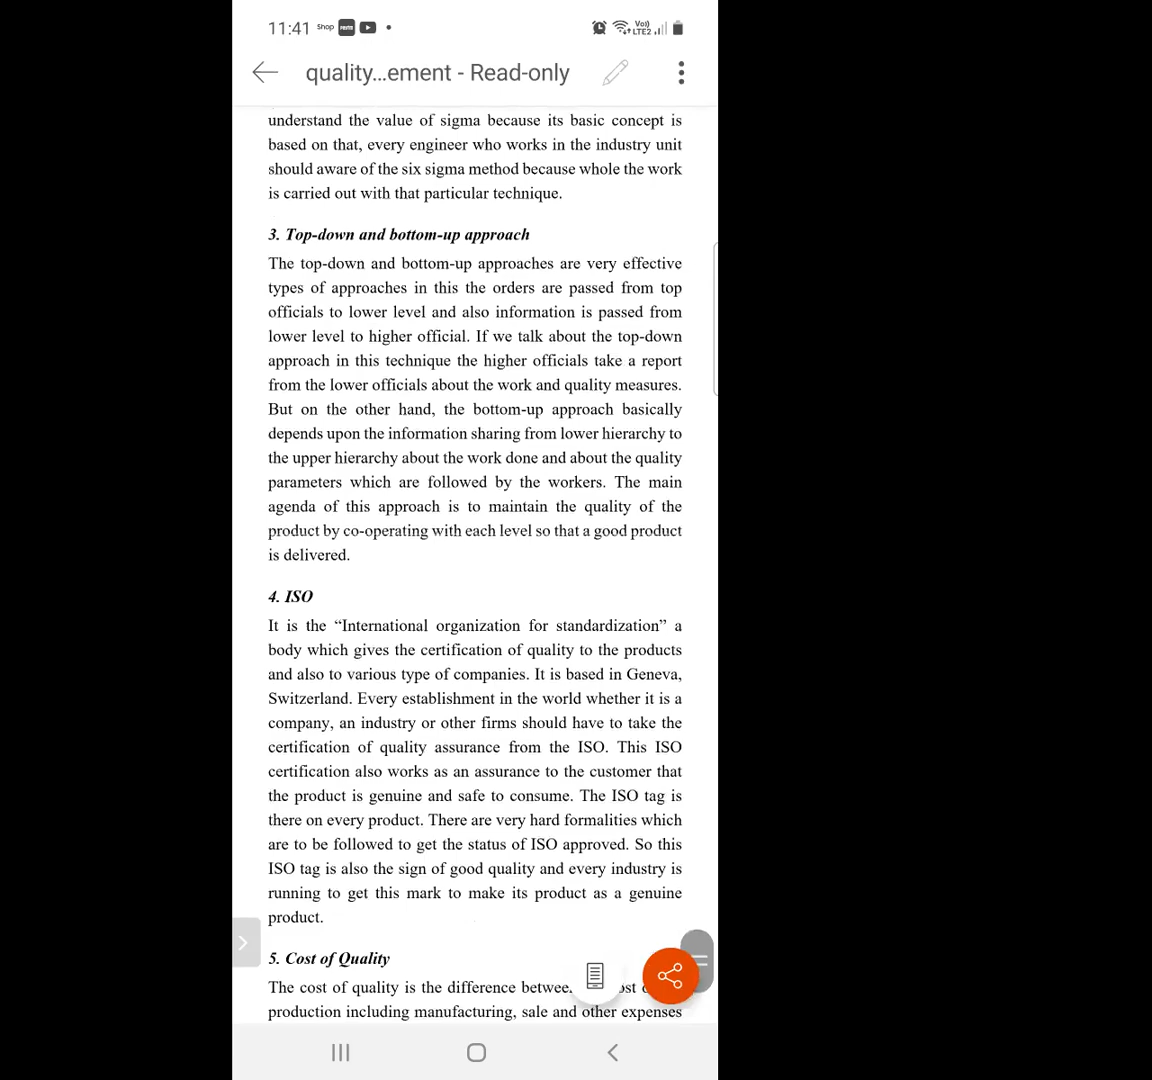 11:41 Shop
Vo))
LTE2
quality...ement - Read-only
understand the value of sigma because its basic concept is
based on that, every engineer who works in the industry unit
should aware of the six sigma method because whole the work
is carried out with that particular technique.
3. Top-down and bottom-up approach
The top-down and bottom-up approaches are very effective
types of approaches in this the orders are passed from top
officials to lower level and also information is passed from
lower level to higher official. If we talk about the top-down
approach in this technique the higher officials take a report
from the lower officials about the work and quality measures.
But on the other hand, the bottom-up approach basically
depends upon the information sharing from lower hierarchy to
the upper hierarchy about the work done and about the quality
parameters which are followed by the workers. The main
agenda of this approach is to maintain the quality of the
product by co-operating with each level so that a good product
is delivered.
4. ISO
It is the “International organization for standardization” a
body which gives the certification of quality to the products
and also to various type of companies. It is based in Geneva,
Switzerland. Every establishment in the world whether it is a
company, an industry or other firms should have to take the
certification of quality assurance from the ISO. This ISO
certification also works as an assurance to the customer that
the product is genuine and safe to consume. The ISO tag is
there on every product. There are very hard formalities which
are to be followed to get the status of ISO approved. So this
ISO tag is also the sign of good quality and every industry is
running to get this mark to make its product as a genuine
product.
5. Cost of Quality
The cost of quality is the difference
production including manufacturing, sale and other expenses